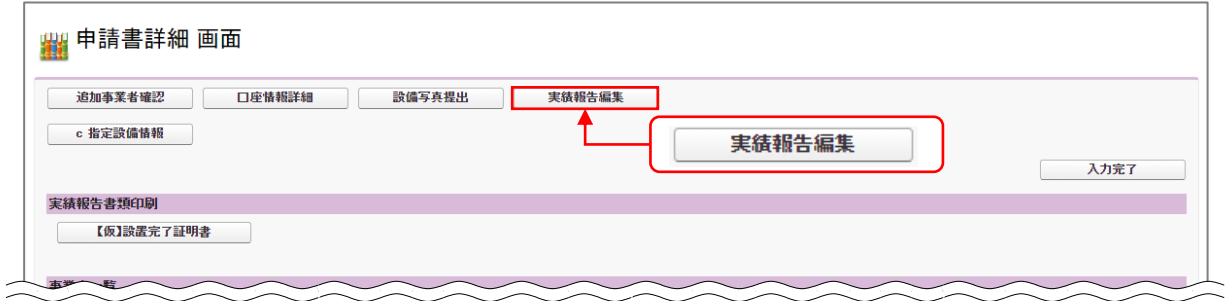 申請書詳細 画面
追加事業者確認 口座情報詳細 設備写真提出 実績報告編集
c 指定設備情報
実績報告編集
入力完了
実績報告書類印刷
【仮】設置完了証明書